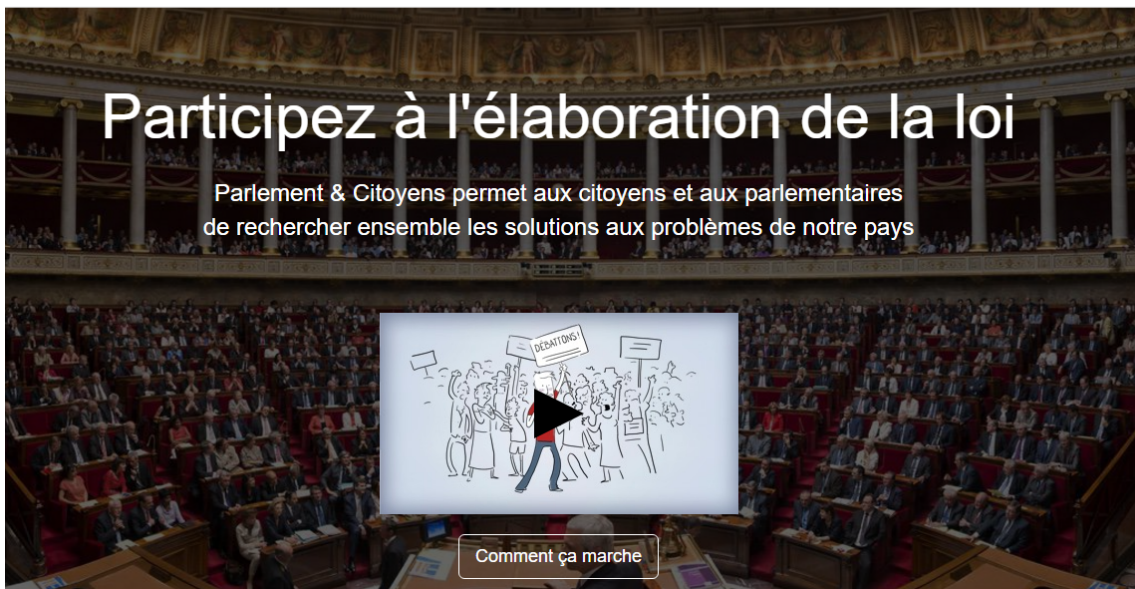 Participez à l'élaboration de la loi
Parlement & Citoyens permet aux citoyens et aux parlementaires
de rechercher ensemble les solutions aux problèmes de notre pays
DÉBATTONS!
Comment ça marche